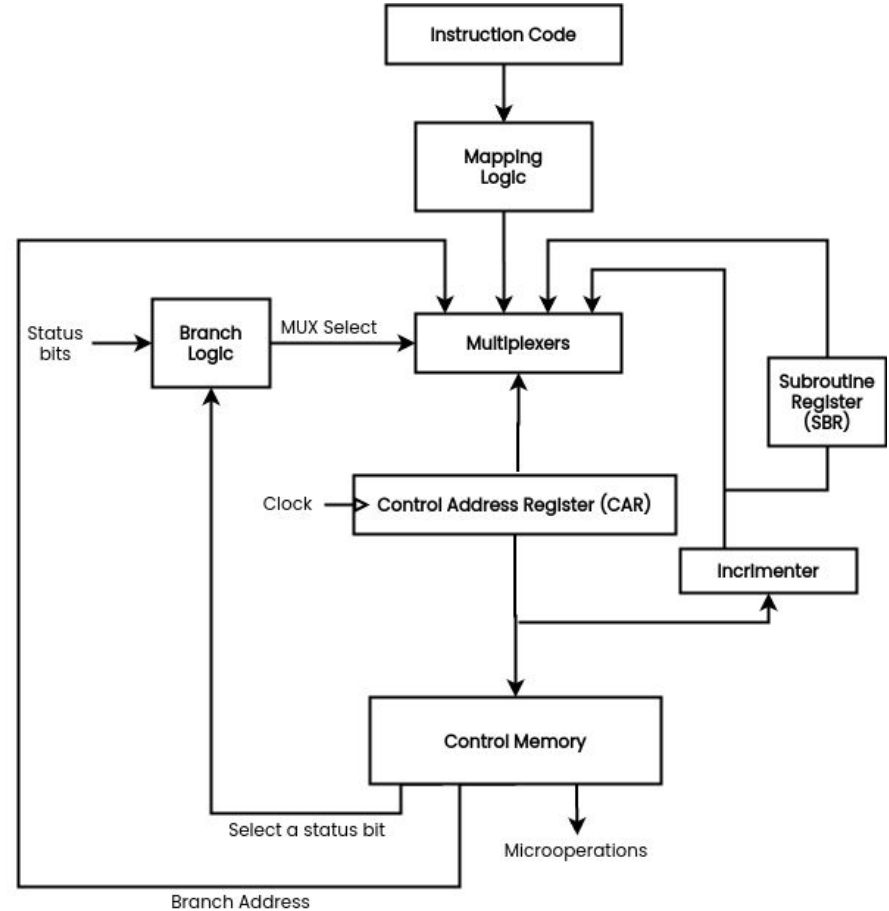 Instruction Code
Mapping
Logic
Status
bits
Branch
Logic
MUX Select
Multiplexers
Subroutine
Register
(SBR)
Clock
Control Address Register (CAR)
Incrimenter
Control Memory
Select a status bit
Microoperations
Branch Address